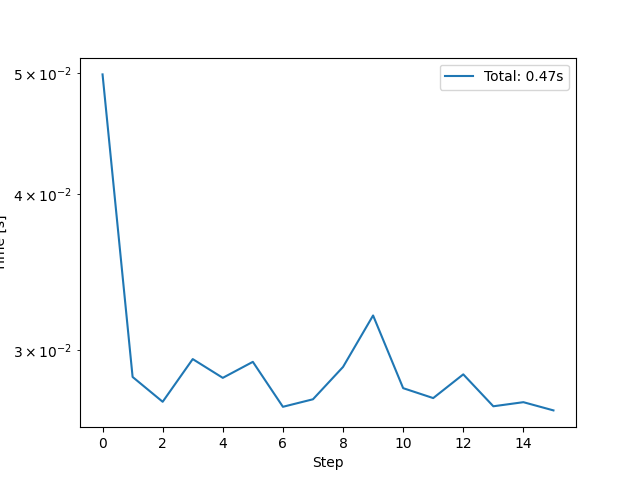 Total: 0.47s
5 × 10⁻²
4 × 10⁻²
3 × 10⁻²
[s]
0 2 4 6 8 10 12 14
Step